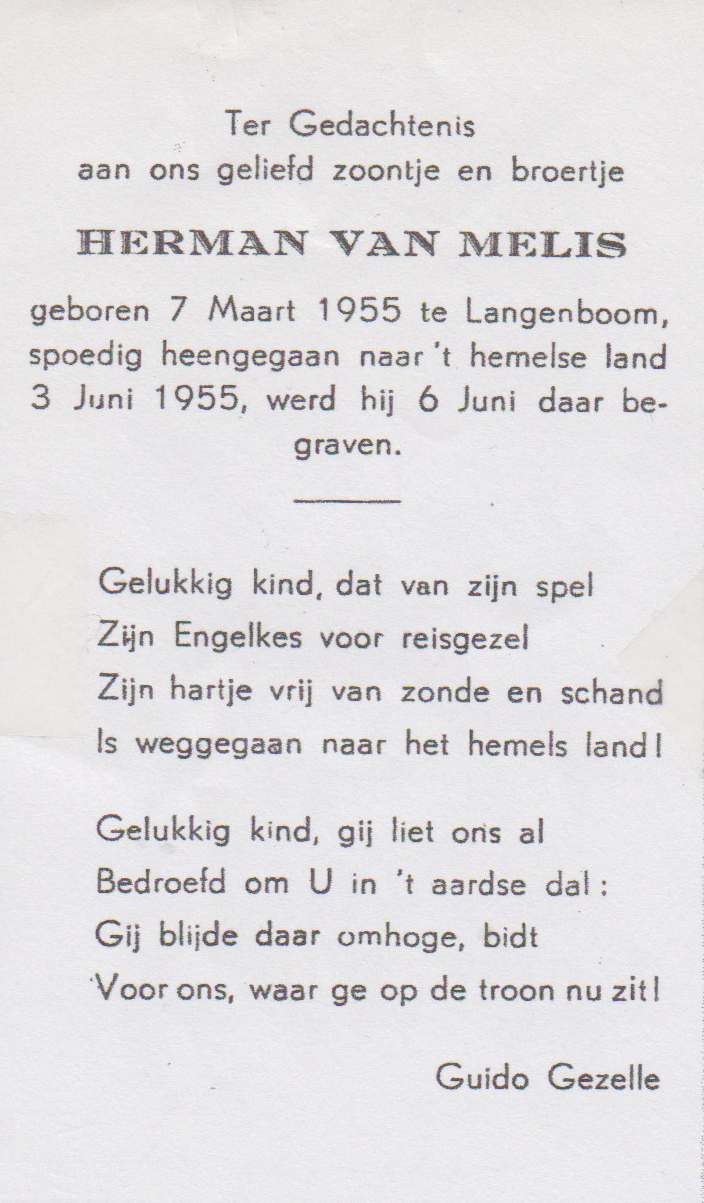 Ter Gedachtenis
aan ons geliefd zoontje en broertje
HERMAN VAN MELIS
geboren 7 Maart 1955 te Langenboom,
spoedig heengegaan naar 't hemelse land
3 Juni 1955, werd hij 6 Juni daar be-
graven.
Gelukkig kind, dat van zijn spel
Zijn Engelkes voor reisgezel
Zijn hartje vrij van zonde en schand
Is weggegaan naar het hemels land!
Gelukkig kind, gij liet ons al
Bedroefd om U in 't aardse dal:
Gij blijde daar omhoge, bidt
Voor ons, waar ge op de troon nu zit!
Guido Gezelle